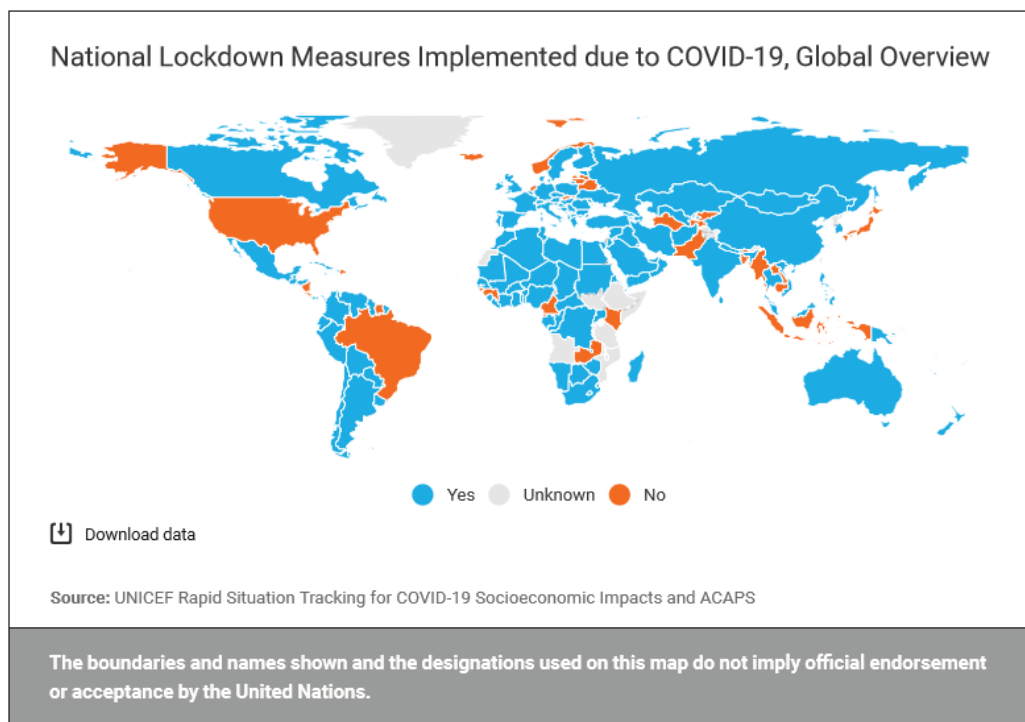 National Lockdown Measures Implemented due to COVID-19, Global Overview
Yes Unknown No
Download data
Source: UNICEF Rapid Situation Tracking for COVID-19 Socioeconomic Impacts and ACAPS
The boundaries and names shown and the designations used on this map do not imply official endorsement
or acceptance by the United Nations.